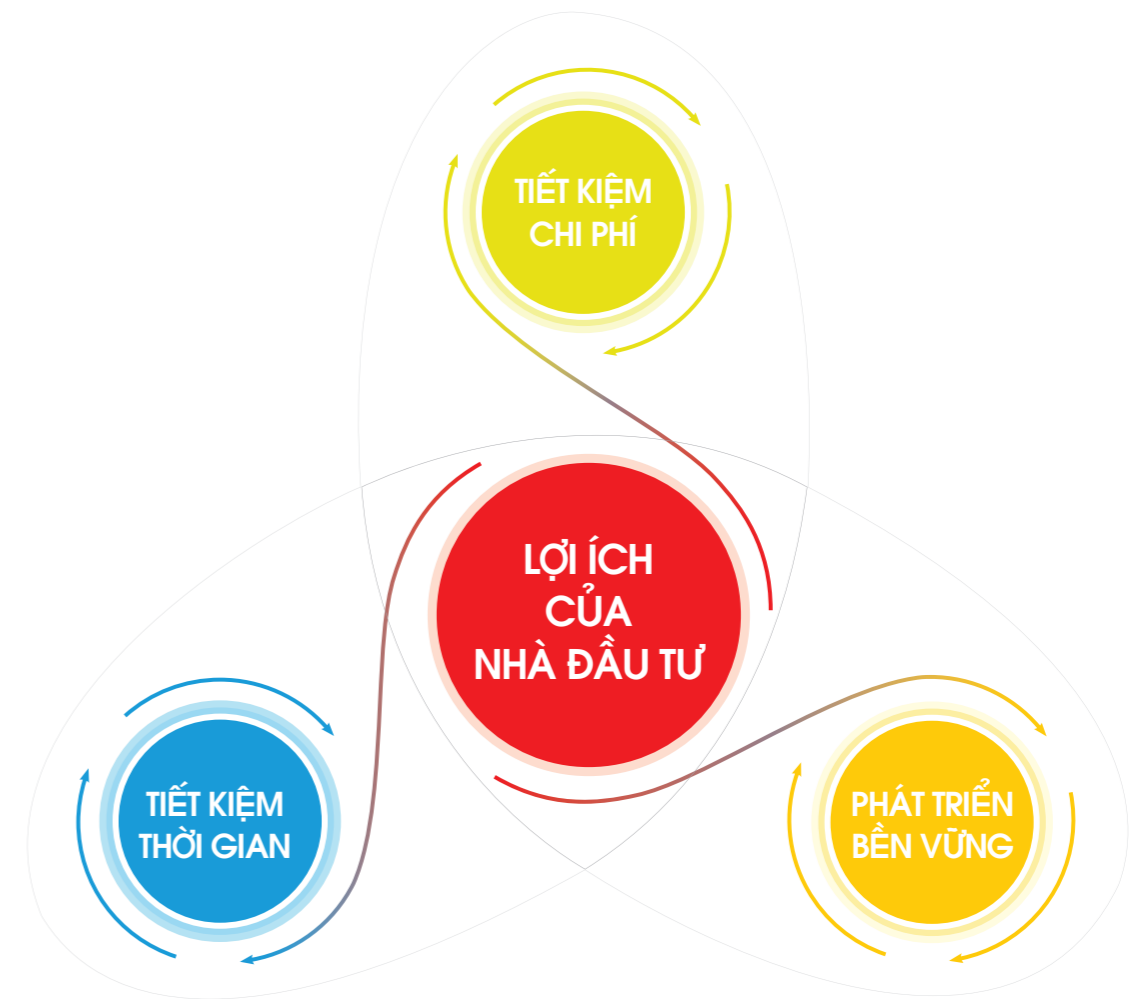 TIẾT KIỆM
CHI PHÍ
LỢI ÍCH
CỦA
NHÀ ĐẦU TƯ
TIẾT KIỆM
THỜI GIAN
PHÁT TRIỂN
BỀN VỮNG